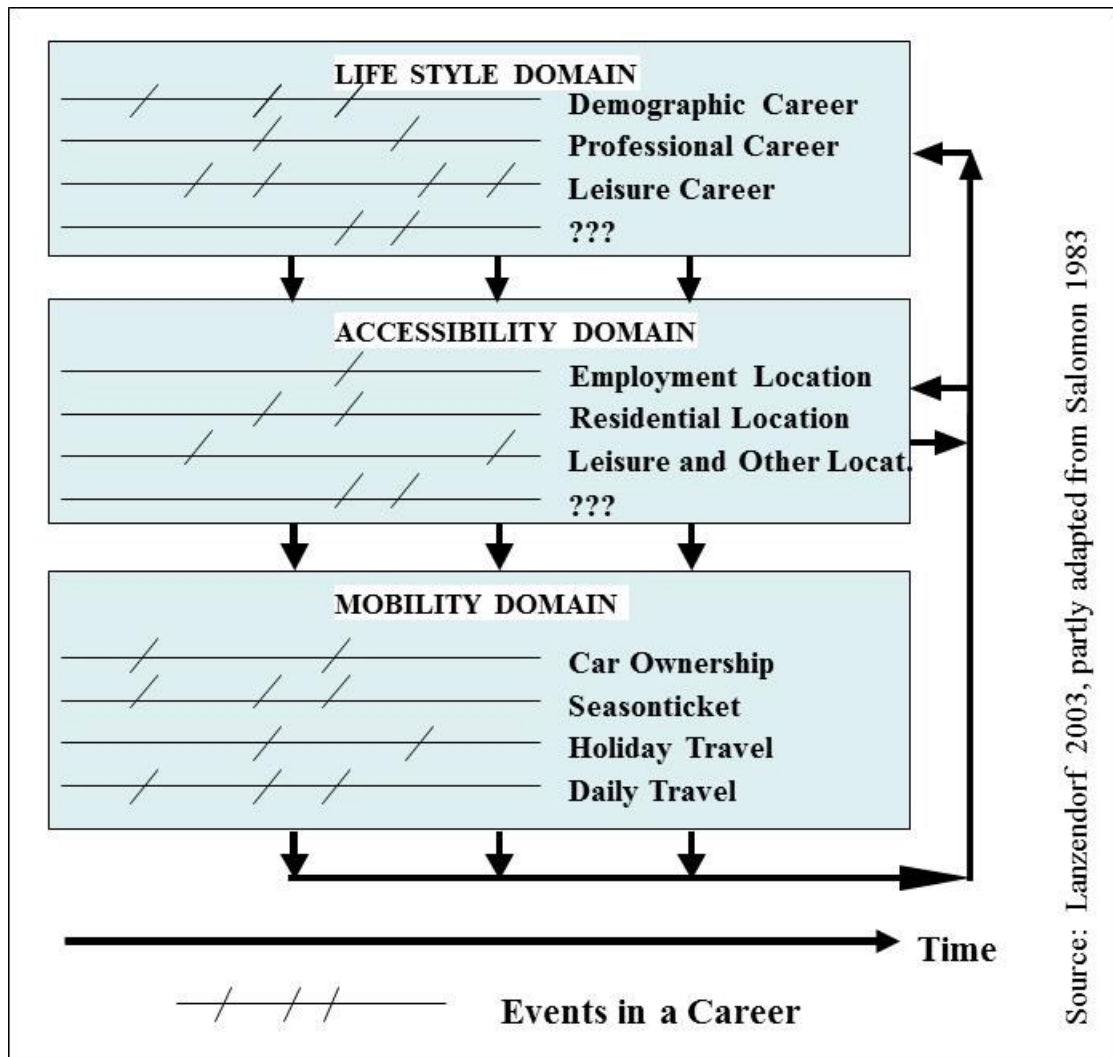 LIFE STYLE DOMAIN
Demographic Career
Professional Career
Leisure Career
???
ACCESSIBILITY DOMAIN
Employment Location
Residential Location
Leisure and Other Locat.
???
MOBILITY DOMAIN
Car Ownership
Seasonticket
Holiday Travel
Daily Travel
Time
Events in a Career
Source: Lanzendorf 2003, partly adapted from Salomon 1983